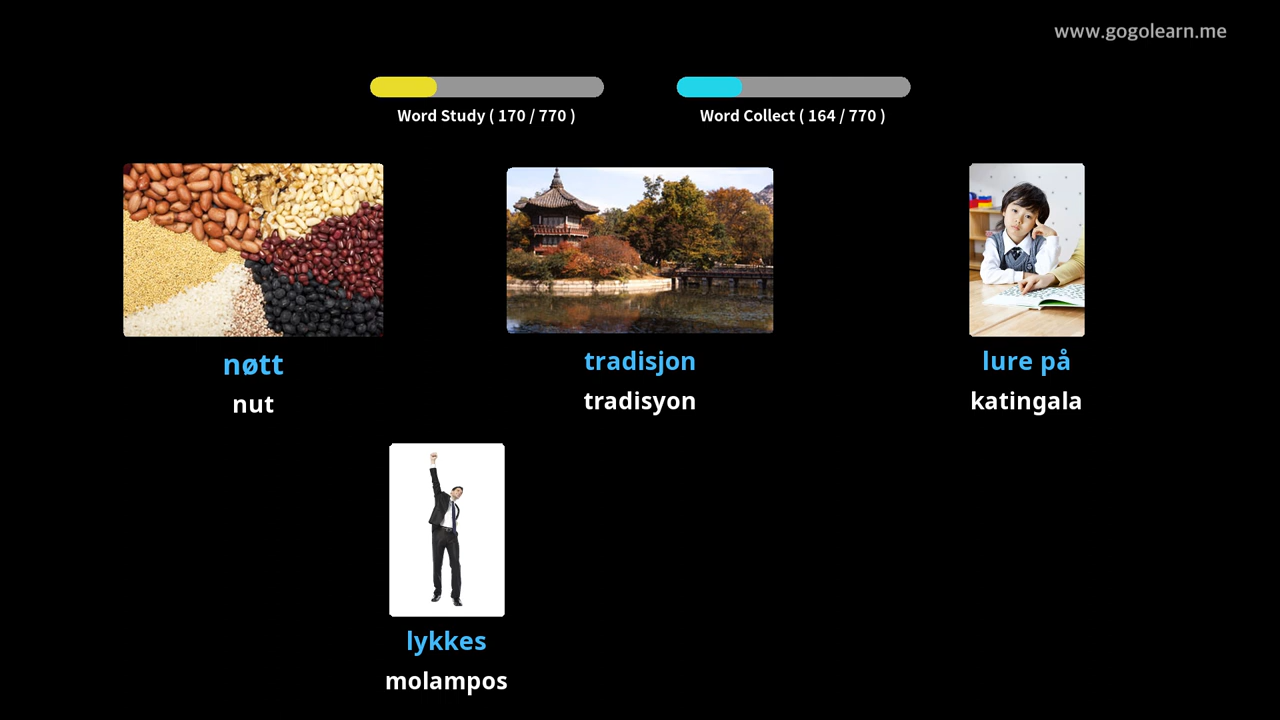 www.gogolearn.me
Word Study ( 170 / 770 )
Word Collect ( 164 / 770 )
nøtt
nut
tradisjon
tradisyon
lure på
katingala
lykkes
molampos